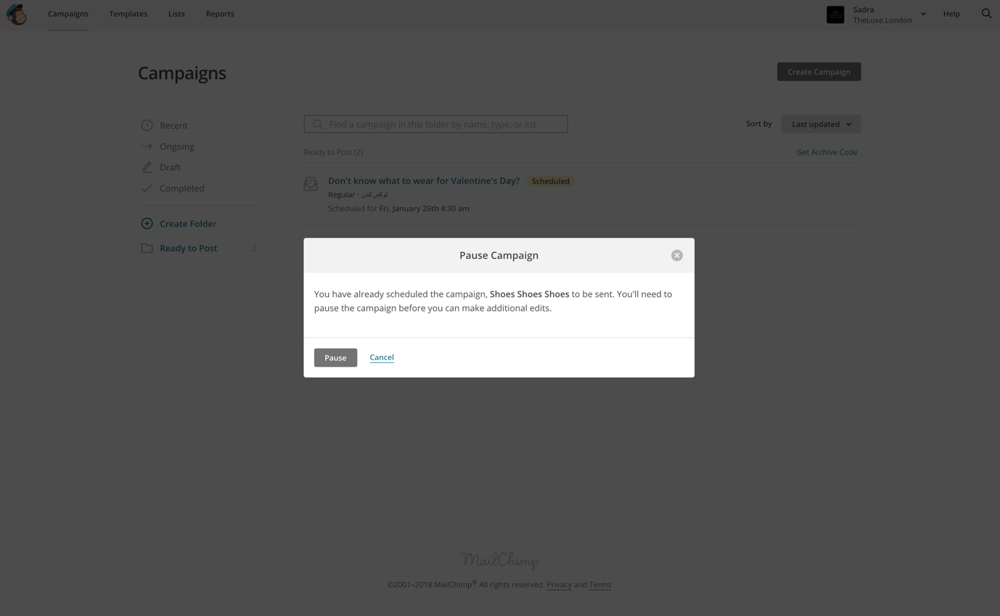 Campaigns
Templates
Lists
Reports
Sadra
TheLuxe.London
Help
Campaigns
Create Campaign
Recent
Ongoing
Draft
Completed
Create Folder
Ready to Post 2
Find a campaign in this folder by name, type, or list
Sort by
Last updated
Ready to Post (2)
Get Archive Code
Don't know what to wear for Valentine's Day? Scheduled
Regular · لوکس لندن
Scheduled for Fri, January 26th 4:30 am
Pause Campaign
You have already scheduled the campaign, Shoes Shoes Shoes to be sent. You'll need to
pause the campaign before you can make additional edits.
Pause
Cancel
MailChimp
©2001–2018 MailChimp® All rights reserved. Privacy and Terms